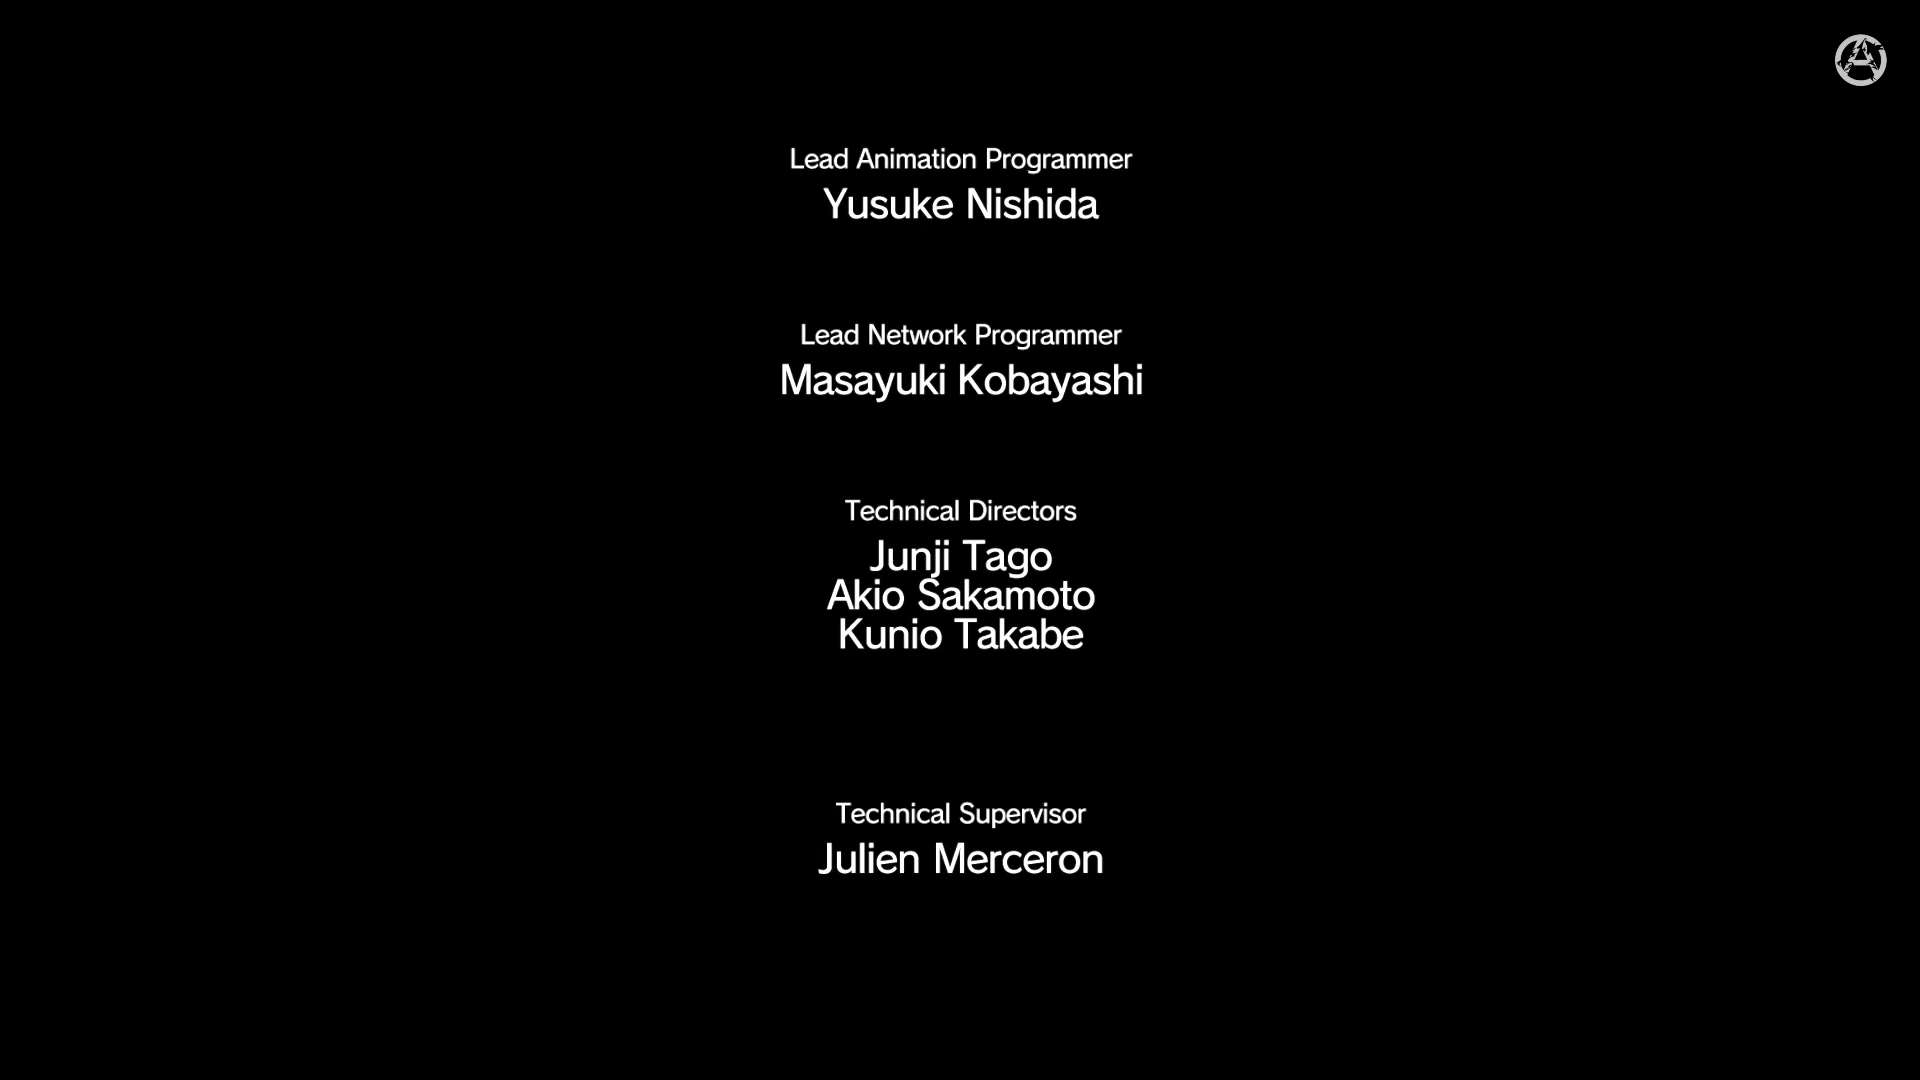 Lead Animation Programmer
Yusuke Nishida
Lead Network Programmer
Masayuki Kobayashi
Technical Directors
Junji Tago
Akio Sakamoto
Kunio Takabe
Technical Supervisor
Julien Merceron